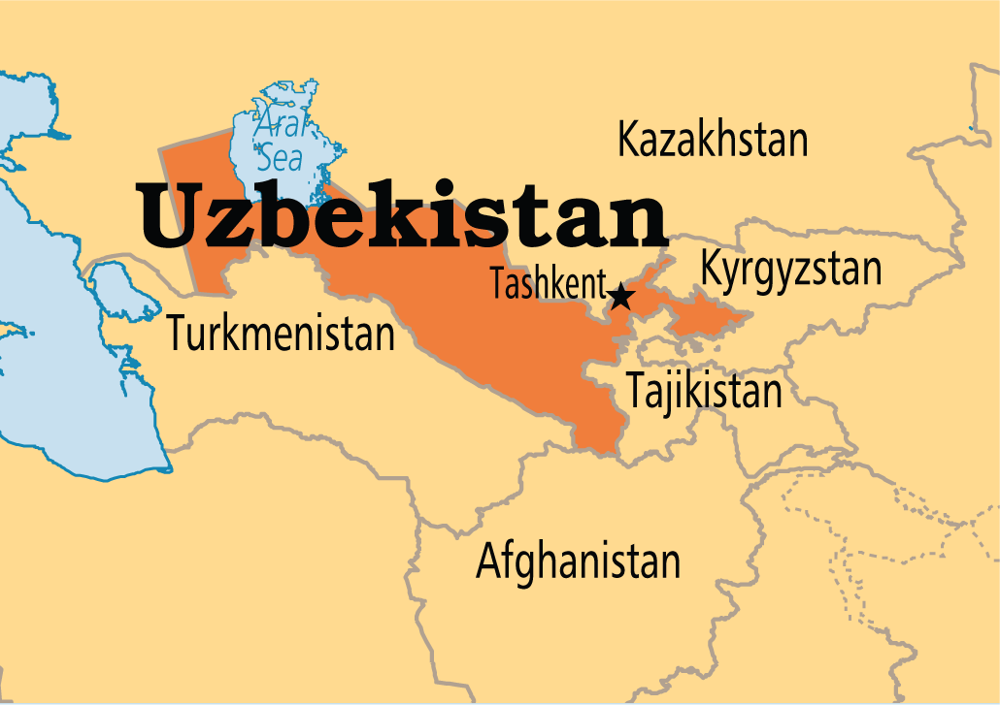 Aral
Sea
Kazakhstan
Uzbekistan
Tashkent
Kyrgyzstan
Turkmenistan
Tajikistan
Afghanistan